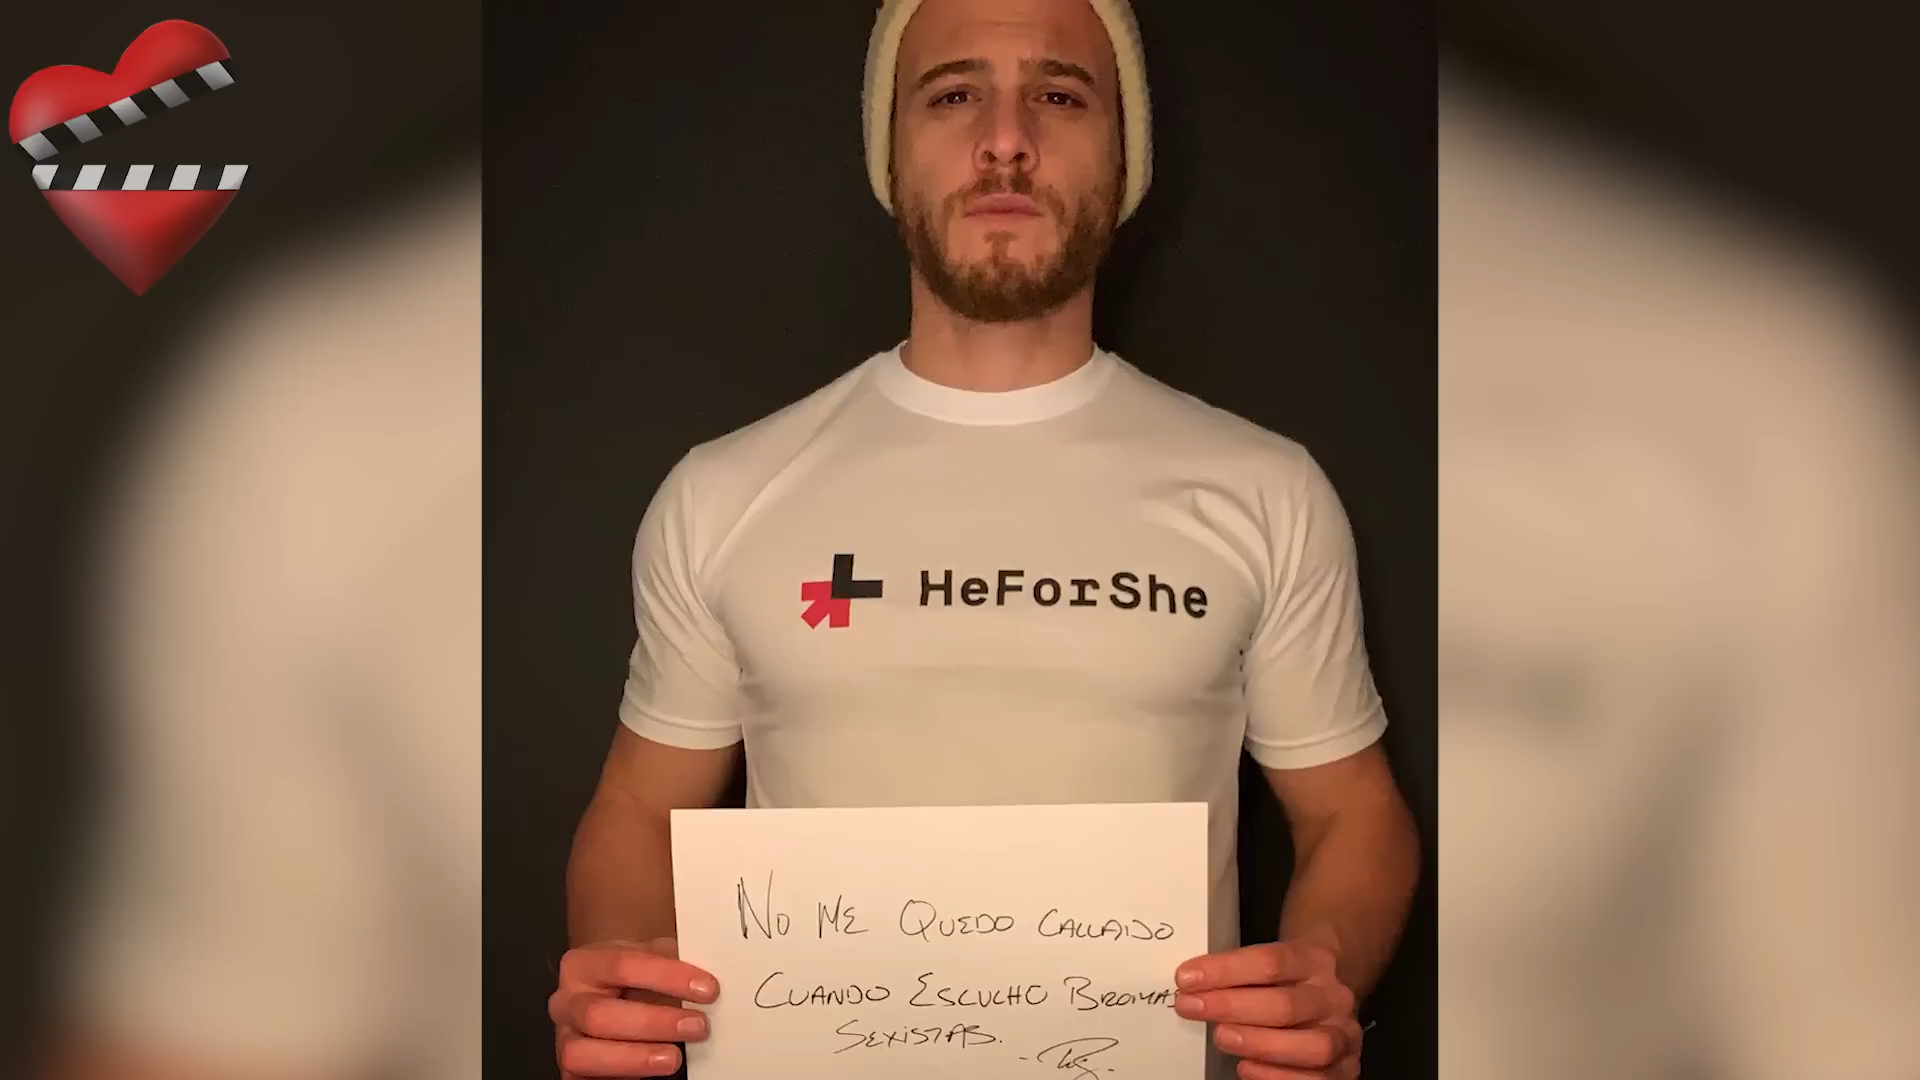 HeForShe
No ME QUEDO CALLADO
CUANDO ESCUCHO BROMAS
SEXISTAS.